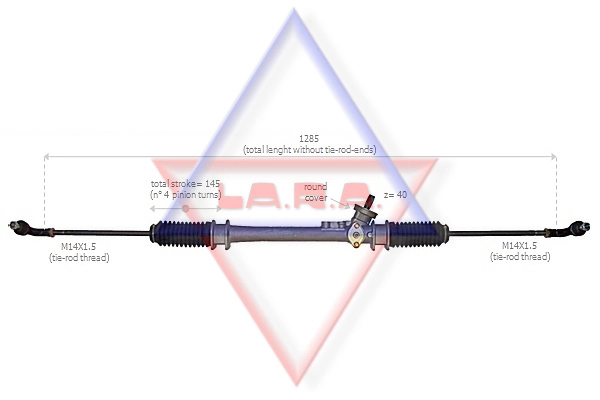 1285
(total lenght without tie-rod-ends)
total stroke= 145
(n° 4 pinion turns)
L.A.R.A.
round
cover
z= 40
M14X1.5
(tie-rod thread)
M14X1.5
(tie-rod thread)